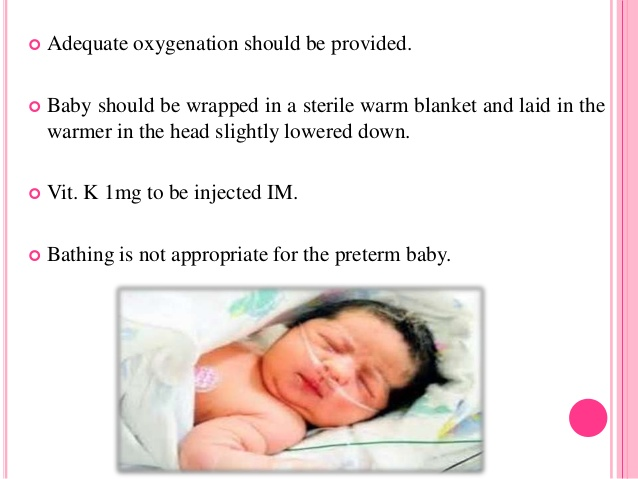 Adequate oxygenation should be provided.
Baby should be wrapped in a sterile warm blanket and laid in the
warmer in the head slightly lowered down.
Vit. K 1mg to be injected IM.
Bathing is not appropriate for the preterm baby.